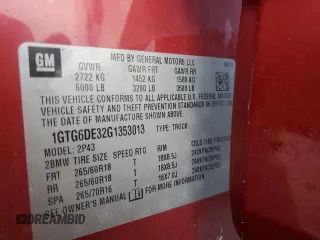 GM
MFD BY GENERAL MOTORS LLC
GVWR GAWR FRT GAWR RR
2722 KG 1452 KG 1588 KG
6000 LB 3200 LB 3500 LB
THIS VEHICLE CONFORMS TO ALL APPLICABLE
U.S. FEDERAL MOTOR VEHICLE SAFETY AND
THEFT PREVENTION STANDARDS IN EFFECT
ON THE DATE OF MANUFACTURE SHOWN ABOVE.
1GTG6DE32G1353013 TYPE: TRUCK
MODEL: 2P43
TIRE SIZE SPEED RTG RIM COLD TIRE
FRT 265/60R18 T 18X8.5J
RR 265/60R18 T 18X8.5J
SPA 265/70R16 T 16X7.0J
SEE OWNER'S MANUAL FOR
DREAMBID
AUTOMOTIVE